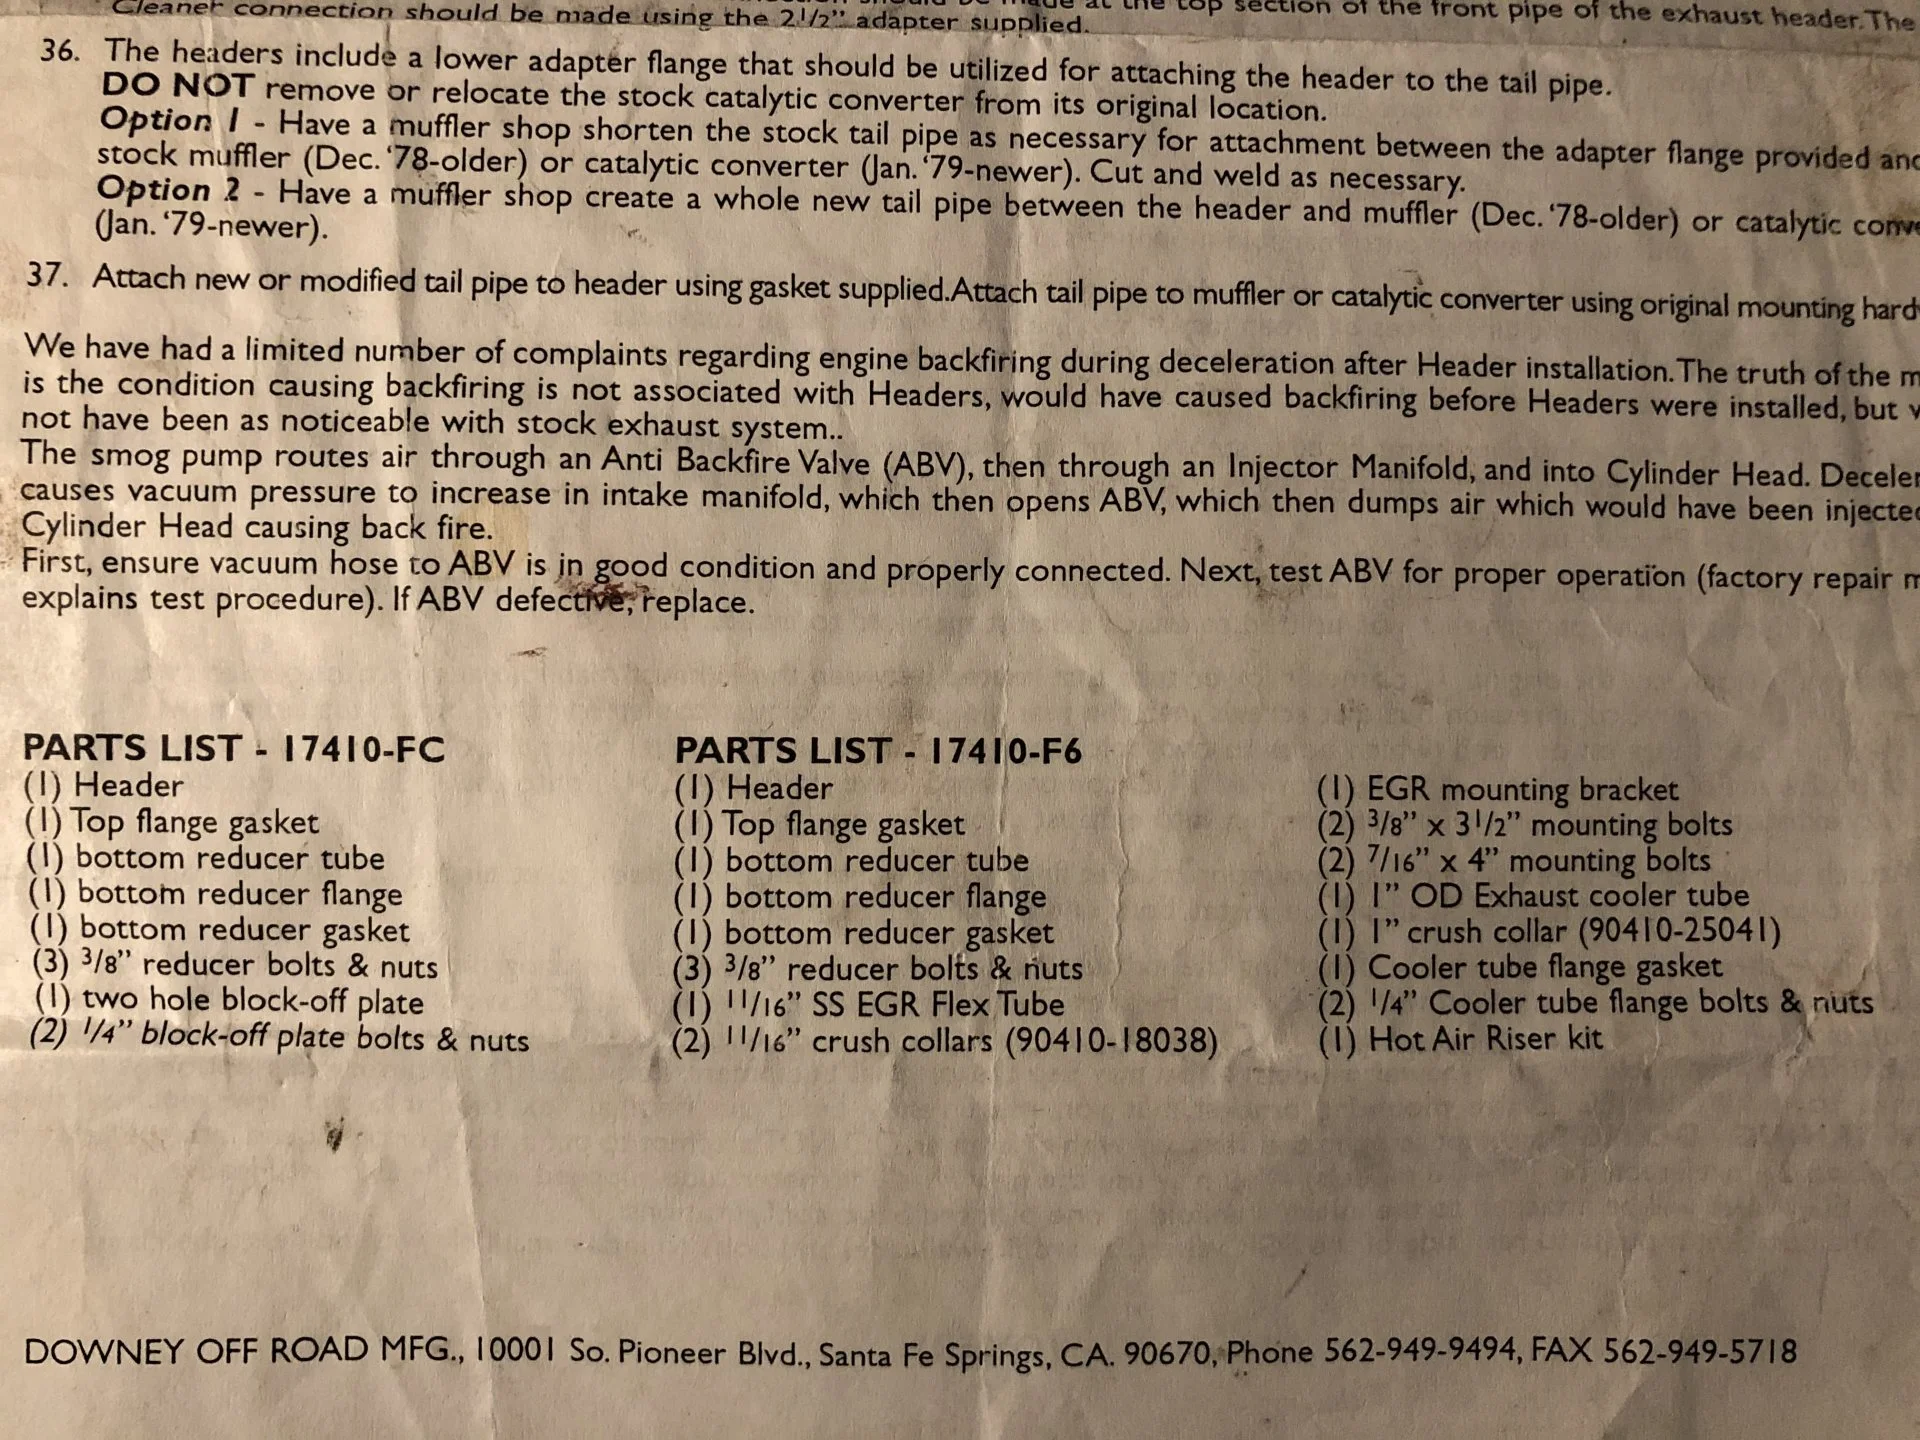 Cleaner connection should be made using the 2 1/2" adapter supplied.
at the top section of the front pipe of the exhaust header. The
36. The headers include a lower adapter flange that should be utilized for attaching the header to the tail pipe.
DO NOT remove or relocate the stock catalytic converter from its original location.
Option 1 - Have a muffler shop shorten the stock tail pipe as necessary for attachment between the adapter flange provided and
stock muffler (Dec. '78-older) or catalytic converter (Jan. '79-newer). Cut and weld as necessary.
Option 2 - Have a muffler shop create a whole new tail pipe between the header and muffler (Dec. '78-older) or catalytic conve
(Jan. '79-newer).
37. Attach new or modified tail pipe to header using gasket supplied.Attach tail pipe to muffler or catalytic converter using original mounting hard
We have had a limited number of complaints regarding engine backfiring during deceleration after Header installation.The truth of the m
is the condition causing backfiring is not associated with Headers, would have caused backfiring before Headers were installed, but
not have been as noticeable with stock exhaust system..
The smog pump routes air through an Anti Backfire Valve (ABV), then through an Injector Manifold, and into Cylinder Head. Deceler
causes vacuum pressure to increase in intake manifold, which then opens ABV, which then dumps air which would have been injected
Cylinder Head causing back fire.
First, ensure vacuum hose to ABV is in good condition and properly connected. Next, test ABV for proper operation (factory repair m
explains test procedure). If ABV defective, replace.
PARTS LIST - 17410-FC
(1) Header
(1) Top flange gasket
(1) bottom reducer tube
(1) bottom reducer flange
(1) bottom reducer gasket
(3) 3/8" reducer bolts & nuts
(1) two hole block-off plate
(2) 1/4" block-off plate bolts & nuts
PARTS LIST - 17410-F6
(1) Header
(1) Top flange gasket
(1) bottom reducer tube
(1) bottom reducer flange
(1) bottom reducer gasket
(3) 3/8" reducer bolts & nuts
(1) 11/16" SS EGR Flex Tube
(2) 11/16" crush collars (90410-18038)
(1) EGR mounting bracket
(2) 3/8" x 3 1/2" mounting bolts
(2) 7/16" x 4" mounting bolts
(1) 1" OD Exhaust cooler tube
(1) 1" crush collar (90410-25041)
(1) Cooler tube flange gasket
(2) 1/4" Cooler tube flange bolts & nuts
(1) Hot Air Riser kit
DOWNEY OFF ROAD MFG., 10001 So. Pioneer Blvd., Santa Fe Springs, CA. 90670, Phone 562-949-9494, FAX 562-949-5718